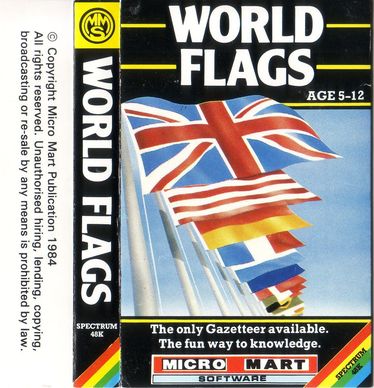 © Copyright Micro Mart Publication 1984
All rights reserved. Unauthorised hiring, lending, copying,
broadcasting or re-sale by any means is prohibited by law.
MMS
WORLD FLAGS
SPECTRUM
48K
WORLD
FLAGS
AGE 5-12
The only Gazetteer available.
The fun way to knowledge.
MICRO MART
SOFTWARE
SPECTRUM
48K